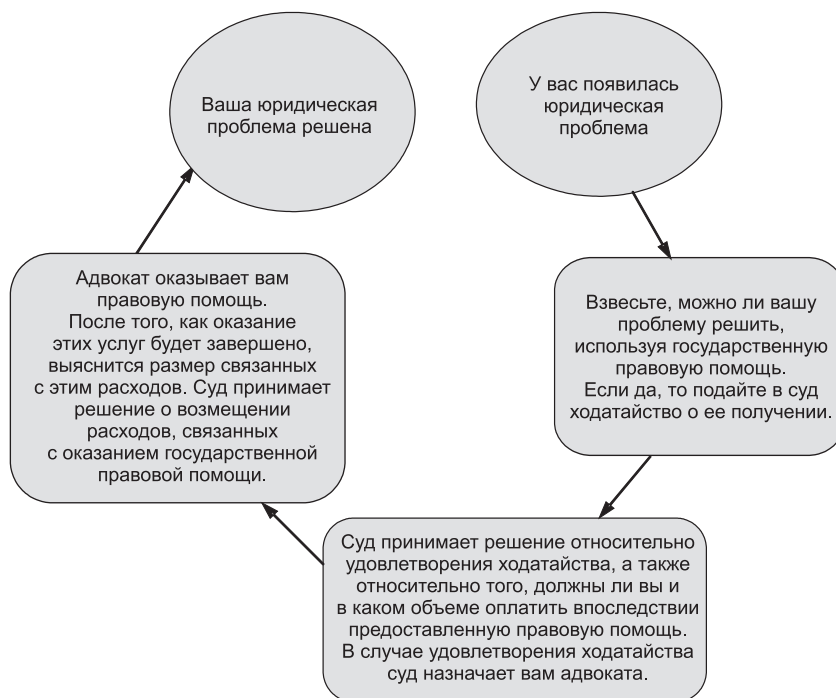 У вас появилась
юридическая
проблема
Взвесьте, можно ли вашу
проблему решить,
используя государственную
правовую помощь.
Если да, то подайте в суд
ходатайство о ее получении.
Суд принимает решение относительно
удовлетворения ходатайства, а также
относительно того, должны ли вы и
в каком объеме оплатить впоследствии
предоставленную правовую помощь.
В случае удовлетворения ходатайства
суд назначает вам адвоката.
Адвокат оказывает вам
правовую помощь.
После того, как оказание
этих услуг будет завершено,
выяснится размер связанных
с этим расходов. Суд принимает
решение о возмещении
расходов, связанных
с оказанием государственной
правовой помощи.
Ваша юридическая
проблема решена